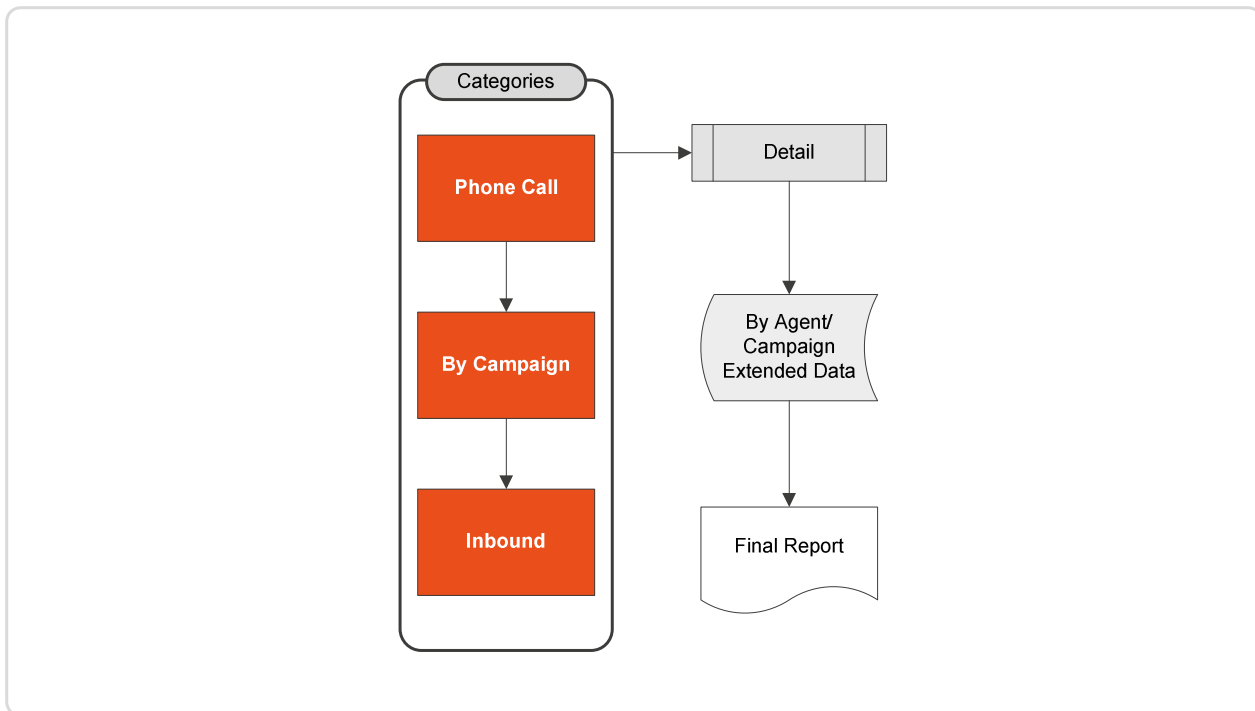 Categories
Phone Call
By Campaign
Inbound
Detail
By Agent/
Campaign
Extended Data
Final Report